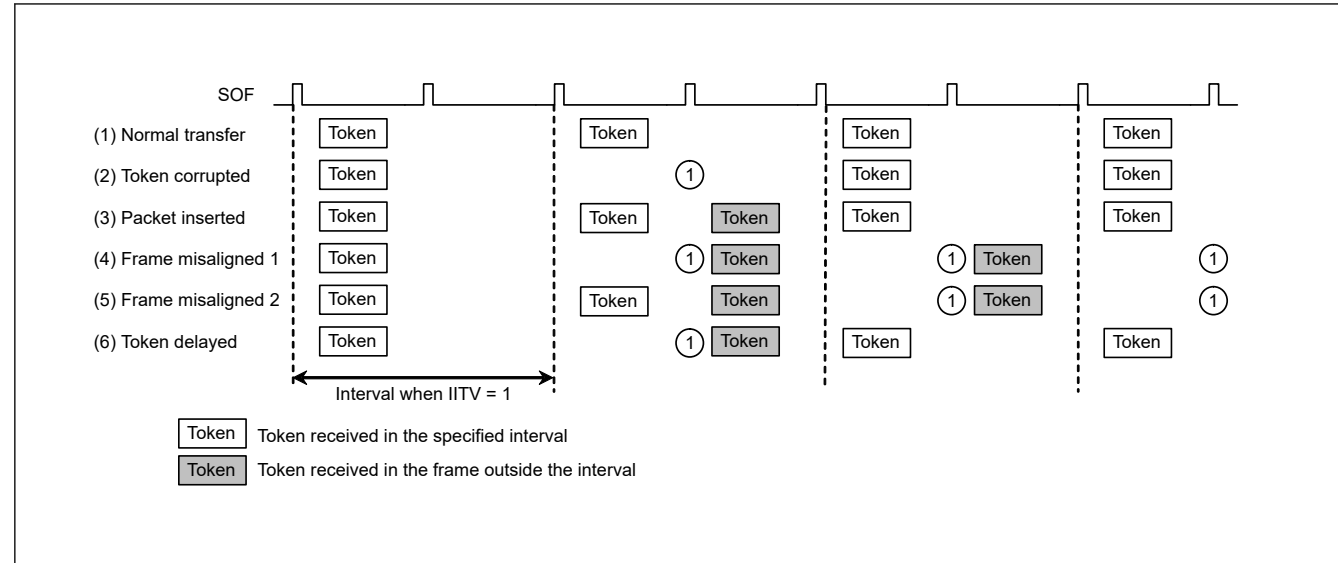 SOF
(1) Normal transfer Token Token Token Token
(2) Token corrupted Token 1 Token Token
(3) Packet inserted Token Token Token Token Token
(4) Frame misaligned 1 Token 1 Token 1 Token 1
(5) Frame misaligned 2 Token Token Token 1 Token 1
(6) Token delayed Token 1 Token Token Token
Interval when IITV = 1
Token Token received in the specified interval
Token Token received in the frame outside the interval